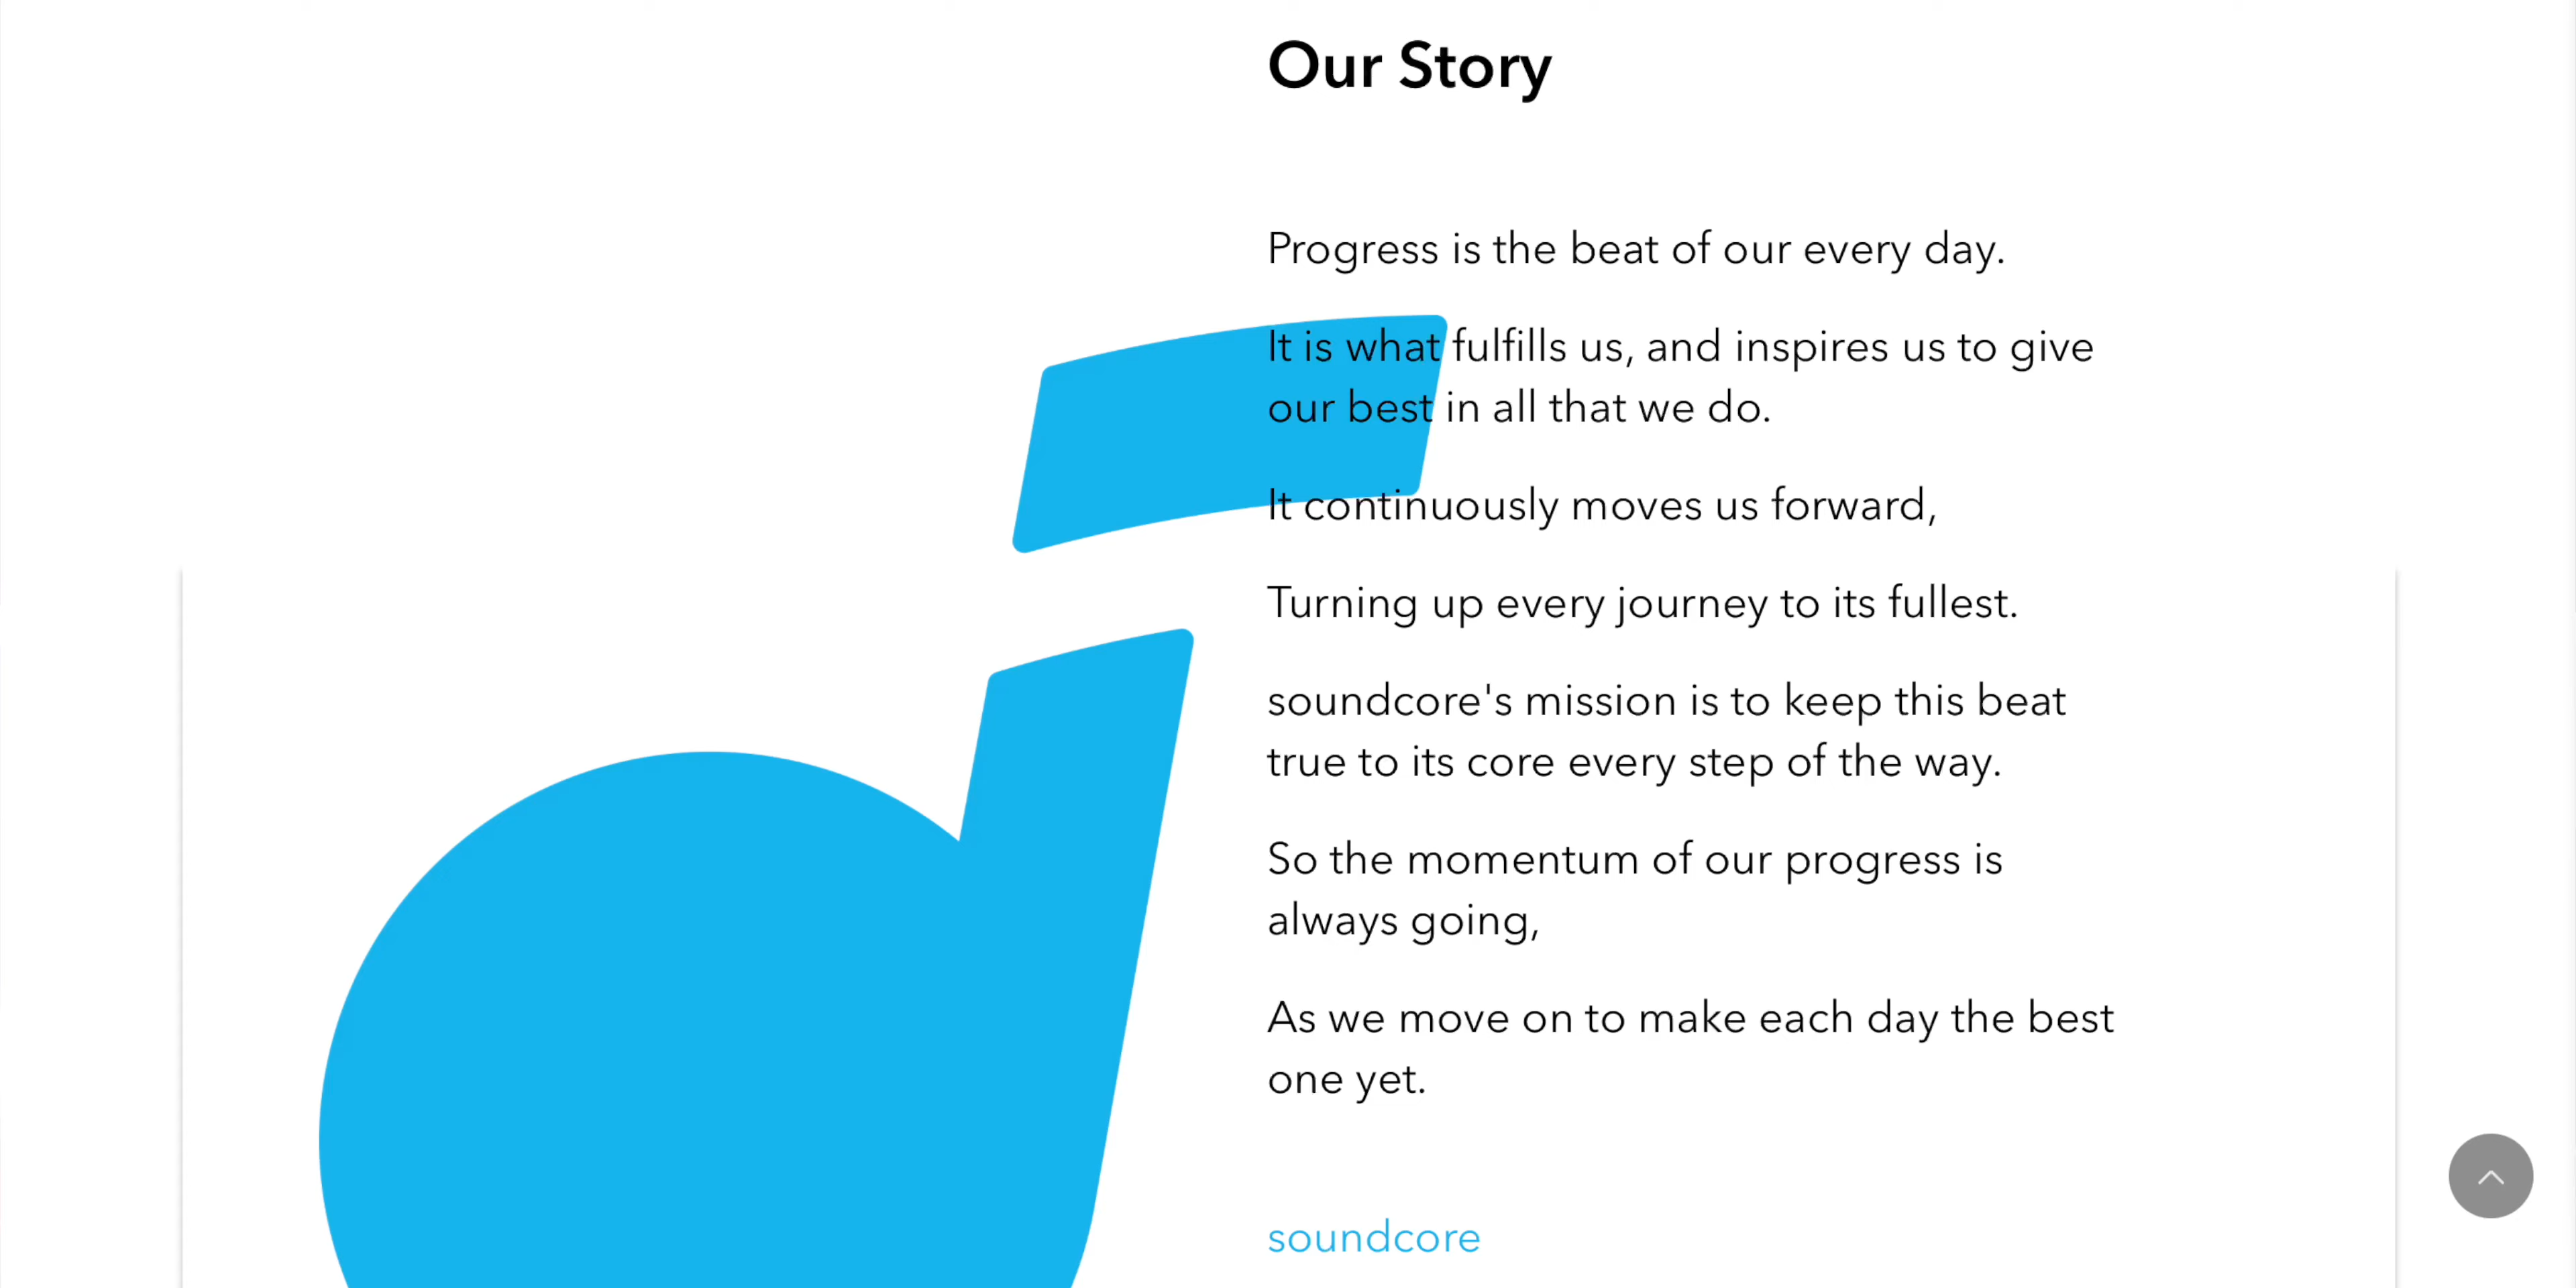 Our Story
Progress is the beat of our every day.
It is what fulfills us, and inspires us to give
our best in all that we do.
It continuously moves us forward,
Turning up every journey to its fullest.
soundcore's mission is to keep this beat
true to its core every step of the way.
So the momentum of our progress is
always going,
As we move on to make each day the best
one yet.
soundcore